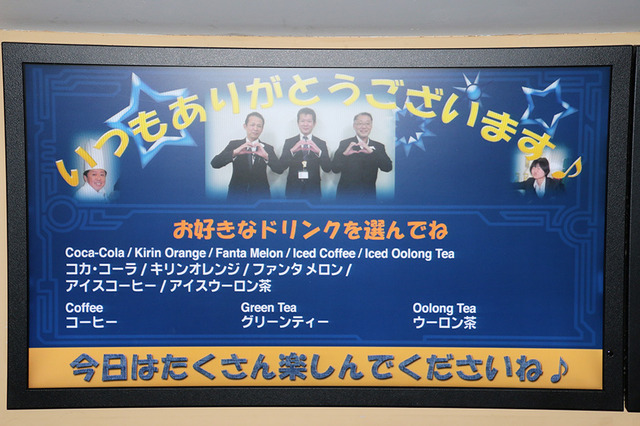 いつもありがとうございます♪
お好きなドリンクを選んでね
Coca-Cola / Kirin Orange / Fanta Melon / Iced Coffee / Iced Oolong Tea
コカ・コーラ / キリンオレンジ / ファンタ メロン /
アイスコーヒー / アイスウーロン茶
Coffee Green Tea Oolong Tea
コーヒー グリーンティー ウーロン茶
今日はたくさん楽しんでくださいね♪